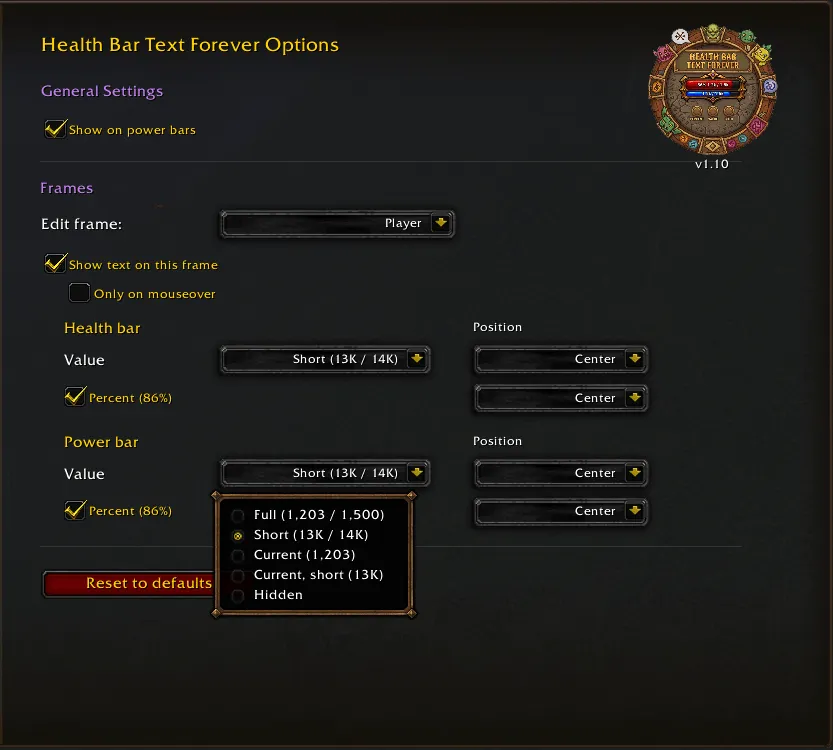 Health Bar Text Forever Options
HEALTH BAR
TEXT FOREVER
General Settings
Show on power bars
v1.10
Frames
Edit frame: Player
Show text on this frame
Only on mouseover
Health bar Position
Value Short (13K / 14K) Center
Percent (86%) Center
Power bar Position
Value Short (13K / 14K) Center
Percent (86%) Center
Full (1,203 / 1,500)
Short (13K / 14K)
Current (1,203)
Current, short (13K)
Hidden
Reset to defaults